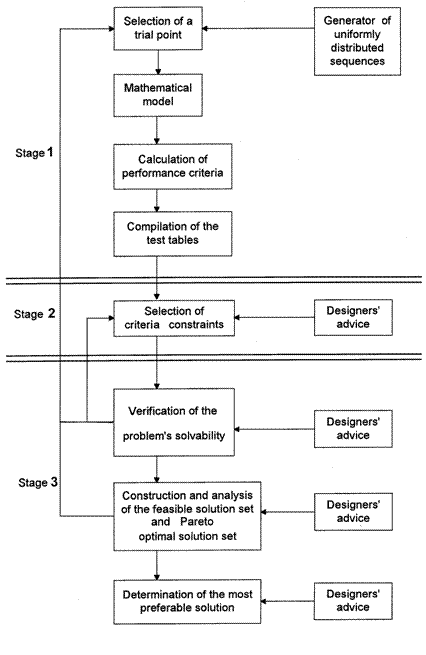 Selection of a
trial point
Generator of
uniformly
distributed
sequences
Mathematical
model
Stage 1
Calculation of
performance criteria
Compilation of the
test tables
Stage 2
Selection of
criteria constraints
Designers'
advice
Verification of the
problem's solvability
Designers'
advice
Stage 3
Construction and analysis
of the feasible solution set
and Pareto
optimal solution set
Designers'
advice
Determination of the most
preferable solution
Designers'
advice